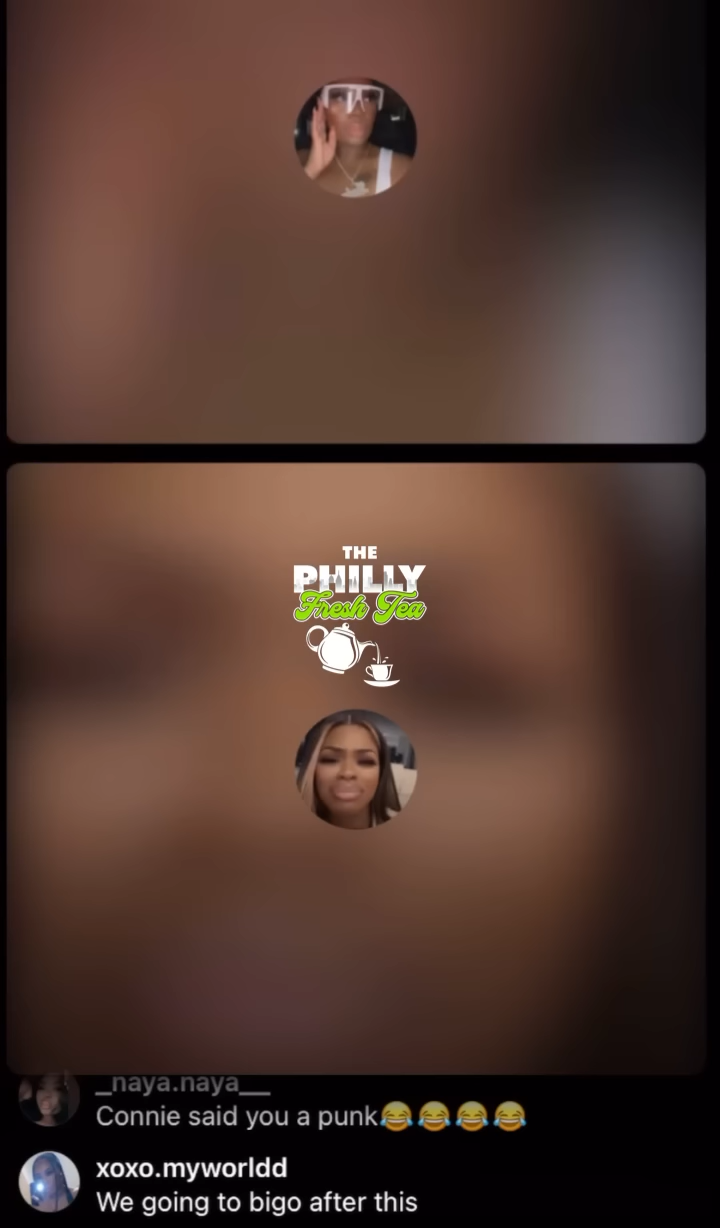 THE
PHILLY
Fresh Tea
_naya.naya__
Connie said you a punk😂😂😂😂
xoxo.myworldd
We going to bigo after this